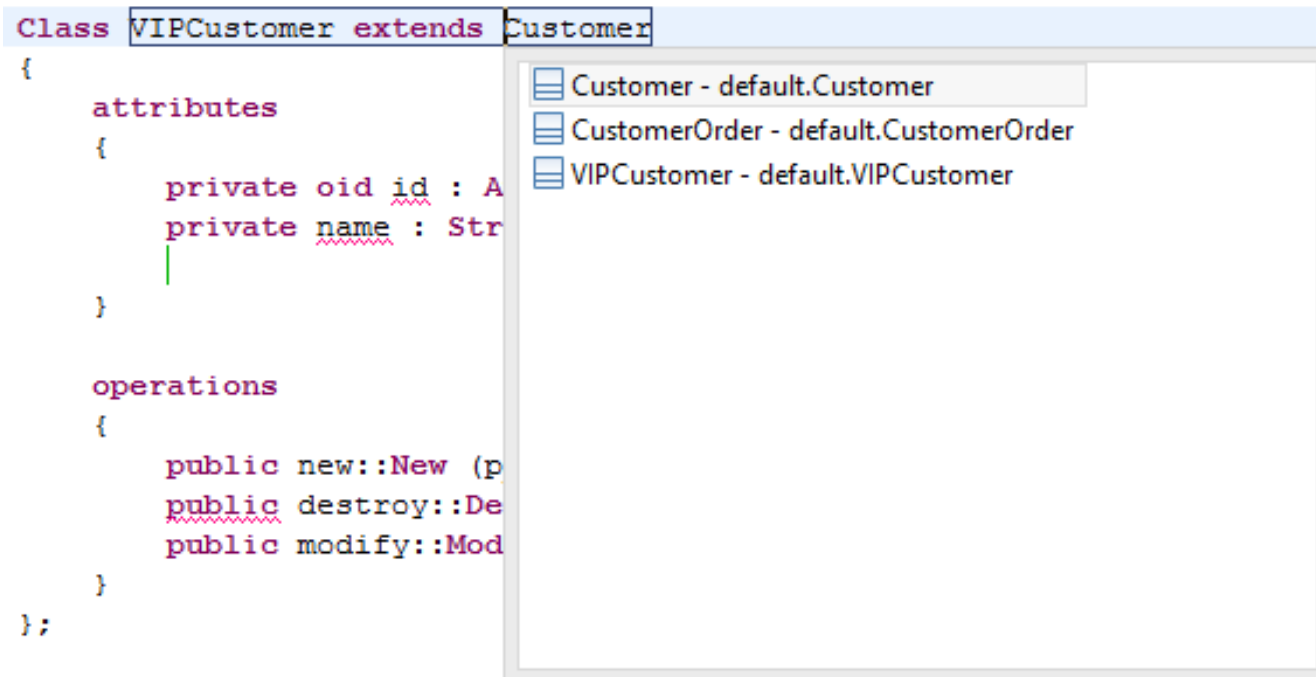 Class VIPCustomer extends Customer
{
attributes
{
private oid id : A
private name : Str
}
operations
{
public new::New (p
public destroy::De
public modify::Mod
}
};
Customer - default.Customer
CustomerOrder - default.CustomerOrder
VIPCustomer - default.VIPCustomer